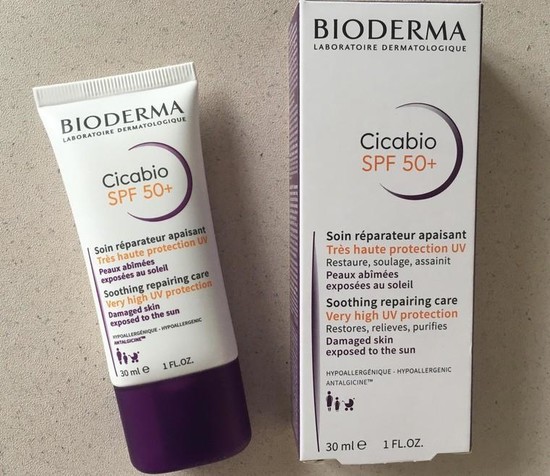 BIODERMA
LABORATOIRE DERMATOLOGIQUE
Cicabio
SPF 50+
Soin réparateur apaisant
Très haute protection UV
Peaux abîmées
exposées au soleil
Soothing repairing care
Very high UV protection
Damaged skin
exposed to the sun
HYPOALLERGÉNIQUE - HYPOALLERGENIC
ANTALGICINE™
30 ml e 1 FL.OZ.
BIODERMA
LABORATOIRE DERMATOLOGIQUE
Cicabio
SPF 50+
Soin réparateur apaisant
Très haute protection UV
Restaure, soulage, assainit
Peaux abîmées
exposées au soleil
Soothing repairing care
Very high UV protection
Restores, relieves, purifies
Damaged skin
exposed to the sun
HYPOALLERGÉNIQUE - HYPOALLERGENIC
ANTALGICINE™
30 ml e 1 FL.OZ.